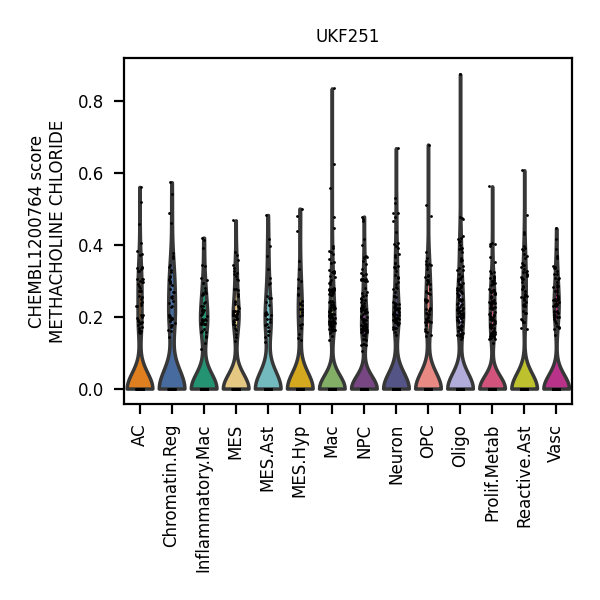 UKF251
CHEMBL1200764 score
METHACHOLINE CHLORIDE
0.8
0.6
0.4
0.2
0.0
AC
Chromatin.Reg
Inflammatory.Mac
MES
MES.Ast
MES.Hyp
Mac
NPC
Neuron
OPC
Oligo
Prolif.Metab
Reactive.Ast
Vasc